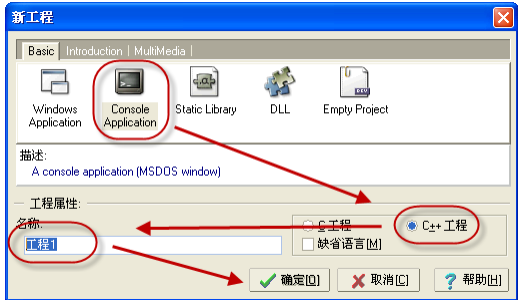 新工程
Basic Introduction MultiMedia
Windows Application
Console Application
Static Library
DLL
Empty Project
描述:
A console application (MSDOS window)
工程属性:
名称:
工程1
C 工程
C++ 工程
缺省语言[M]
确定[O]
取消[C]
帮助[H]